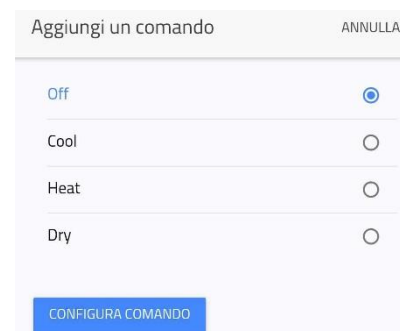 Aggiungi un comando ANNULLA
Off
Cool
Heat
Dry
CONFIGURA COMANDO